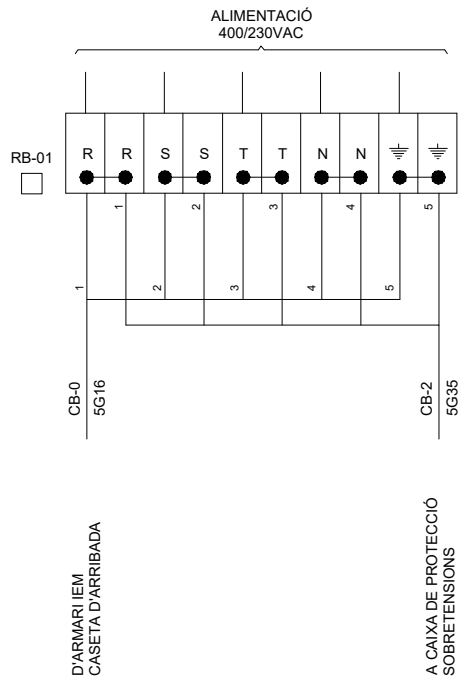 ALIMENTACIÓ
400/230VAC
RB-01
R R S S T T N N
1 2 3 4 5
1 2 3 4 5
CB-0
5G16
CB-2
5G35
D'ARMARI IEM
CASETA D'ARRIBADA
A CAIXA DE PROTECCIÓ
SOBRETENSIONS